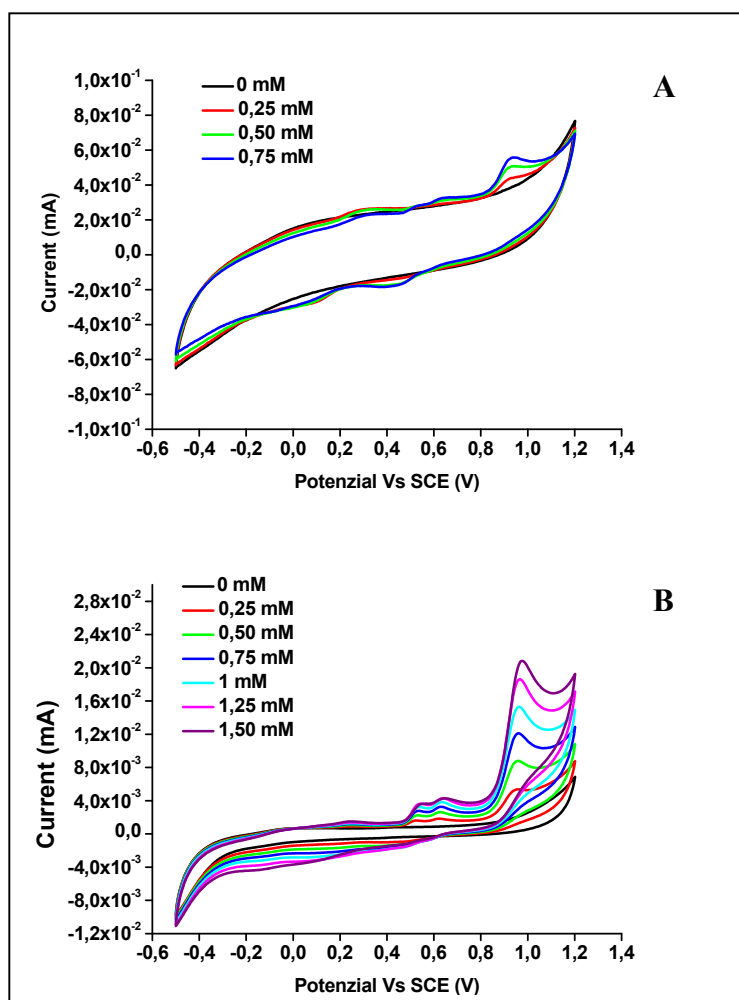 A
0 mM
0,25 mM
0,50 mM
0,75 mM
1,0x10⁻¹
8,0x10⁻²
6,0x10⁻²
4,0x10⁻²
2,0x10⁻²
0,0
-2,0x10⁻²
-4,0x10⁻²
-6,0x10⁻²
-8,0x10⁻²
-1,0x10⁻¹
Current (mA)
-0,6 -0,4 -0,2 0,0 0,2 0,4 0,6 0,8 1,0 1,2 1,4
Potenzial Vs SCE (V)
B
0 mM
0,25 mM
0,50 mM
0,75 mM
1 mM
1,25 mM
1,50 mM
2,8x10⁻²
2,4x10⁻²
2,0x10⁻²
1,6x10⁻²
1,2x10⁻²
8,0x10⁻³
4,0x10⁻³
0,0
-4,0x10⁻³
-8,0x10⁻³
-1,2x10⁻²
Current (mA)
-0,6 -0,4 -0,2 0,0 0,2 0,4 0,6 0,8 1,0 1,2 1,4
Potenzial Vs SCE (V)